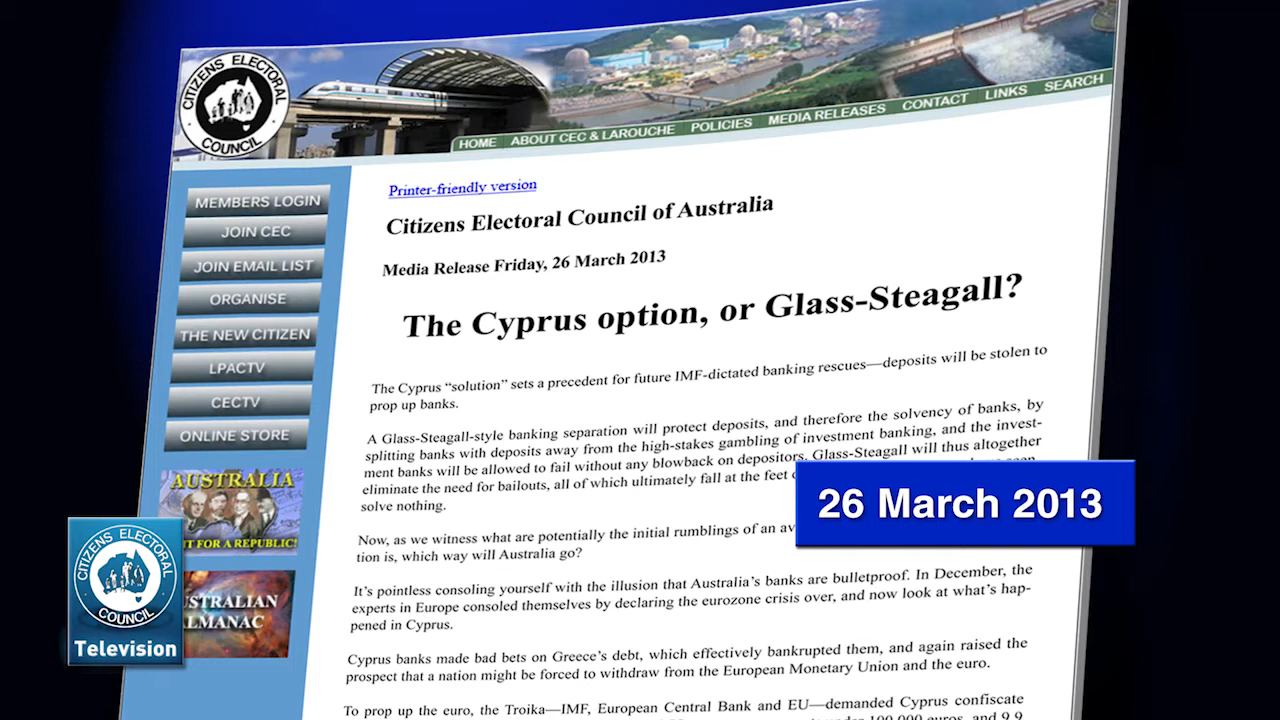 CITIZENS ELECTORAL COUNCIL
HOME ABOUT CEC & LAROUCHE POLICIES MEDIA RELEASES CONTACT LINKS SEARCH
MEMBERS LOGIN
JOIN CEC
JOIN EMAIL LIST
ORGANISE
THE NEW CITIZEN
LPACTV
CECTV
ONLINE STORE
AUSTRALIA
T FOR A REPUBLIC!
STRALIAN
LMANAC
Printer-friendly version
Citizens Electoral Council of Australia
Media Release Friday, 26 March 2013
The Cyprus option, or Glass-Steagall?
The Cyprus “solution” sets a precedent for future IMF-dictated banking rescues—deposits will be stolen to
prop up banks.
A Glass-Steagall-style banking separation will protect deposits, and therefore the solvency of banks, by
splitting banks with deposits away from the high-stakes gambling of investment banking, and the invest-
ment banks will be allowed to fail without any blowback on depositors. Glass-Steagall will thus altogether
eliminate the need for bailouts, all of which ultimately fall at the feet
solve nothing.
Now, as we witness what are potentially the initial rumblings of an
tion is, which way will Australia go?
It’s pointless consoling yourself with the illusion that Australia’s banks are bulletproof. In December, the
experts in Europe consoled themselves by declaring the eurozone crisis over, and now look at what’s hap-
pened in Cyprus.
Cyprus banks made bad bets on Greece’s debt, which effectively bankrupted them, and again raised the
prospect that a nation might be forced to withdraw from the European Monetary Union and the euro.
To prop up the euro, the Troika—IMF, European Central Bank and EU—demanded Cyprus confiscate
under 100,000 euros, and 9.9
26 March 2013
CITIZENS ELECTORAL COUNCIL
Television